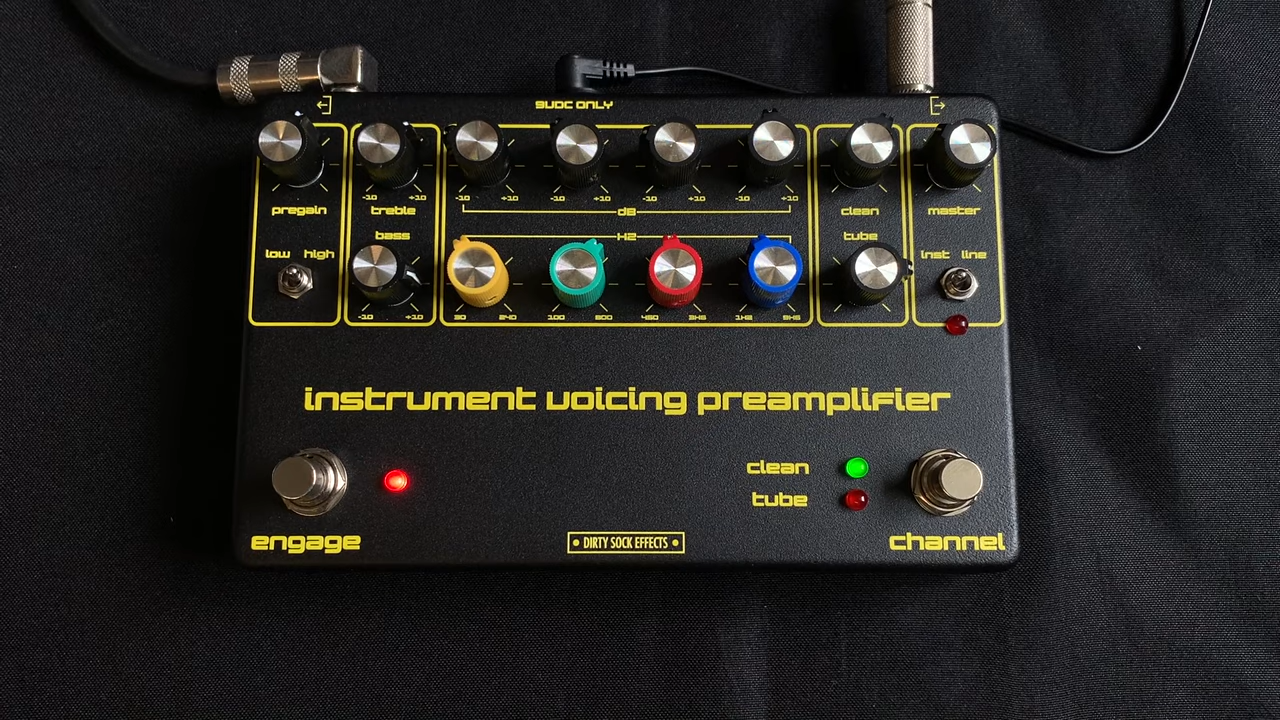 9VDC ONLY
-10 +10 -10 +10 -10 +10 -10 +10 -10 +10
pregain treble dB clean master
bass Hz tube
low high inst line
-10 +10 30 240 100 800 450 3K6 1K2 9K6
instrument voicing preamplifier
clean
tube
engage DIRTY SOCK EFFECTS channel